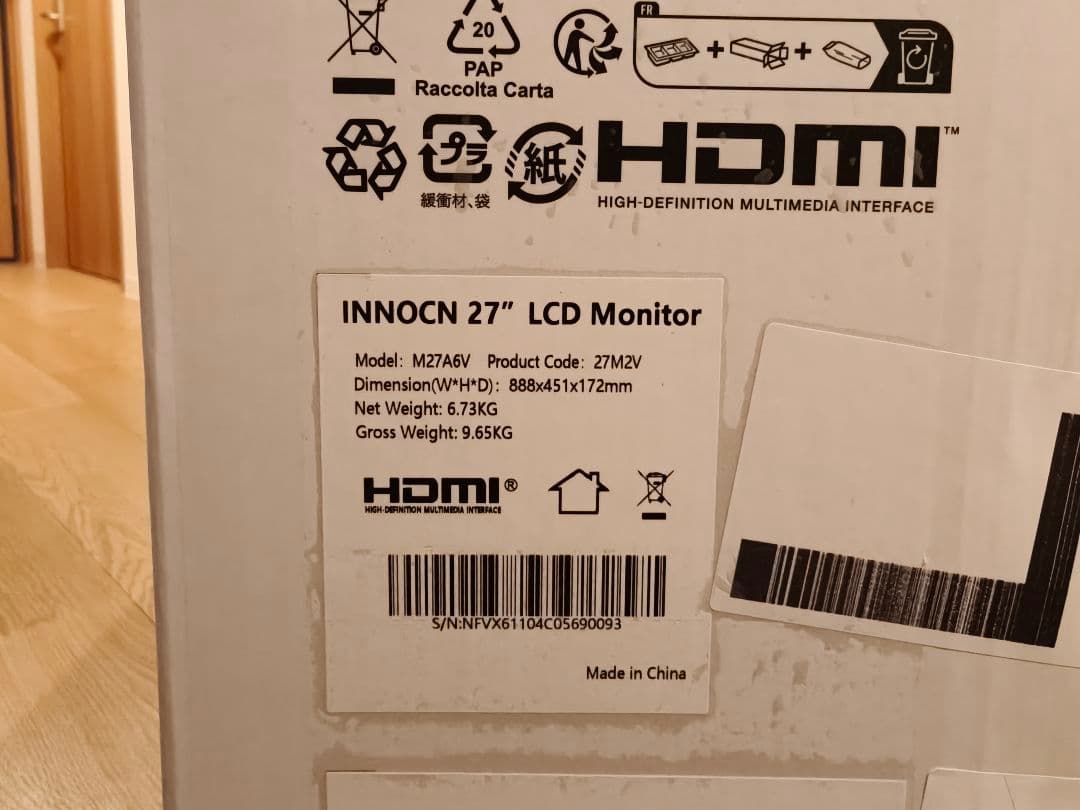 FR
20
PAP
Raccolta Carta
プラ
紙
緩衝材、袋
HDMI™
HIGH-DEFINITION MULTIMEDIA INTERFACE
INNOCN 27” LCD Monitor
Model: M27A6V Product Code: 27M2V
Dimension(W*H*D): 888x451x172mm
Net Weight: 6.73KG
Gross Weight: 9.65KG
HDMI®
HIGH-DEFINITION MULTIMEDIA INTERFACE
S/N:NFVX61104C05690093
Made in China